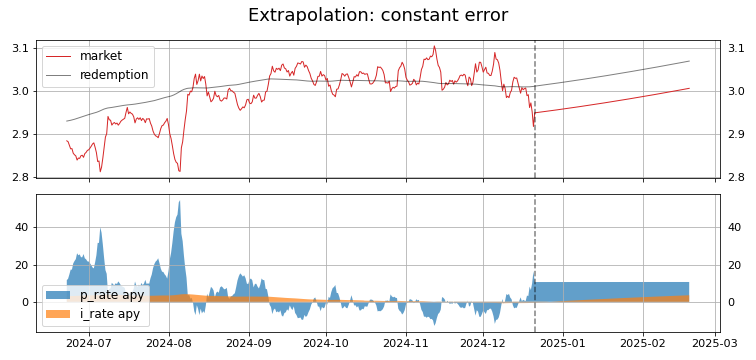 Extrapolation: constant error
3.1
3.0
2.9
2.8
market
redemption
3.1
3.0
2.9
2.8
40
20
0
p_rate apy
i_rate apy
40
20
0
2024-07 2024-08 2024-09 2024-10 2024-11 2024-12 2025-01 2025-02 2025-03